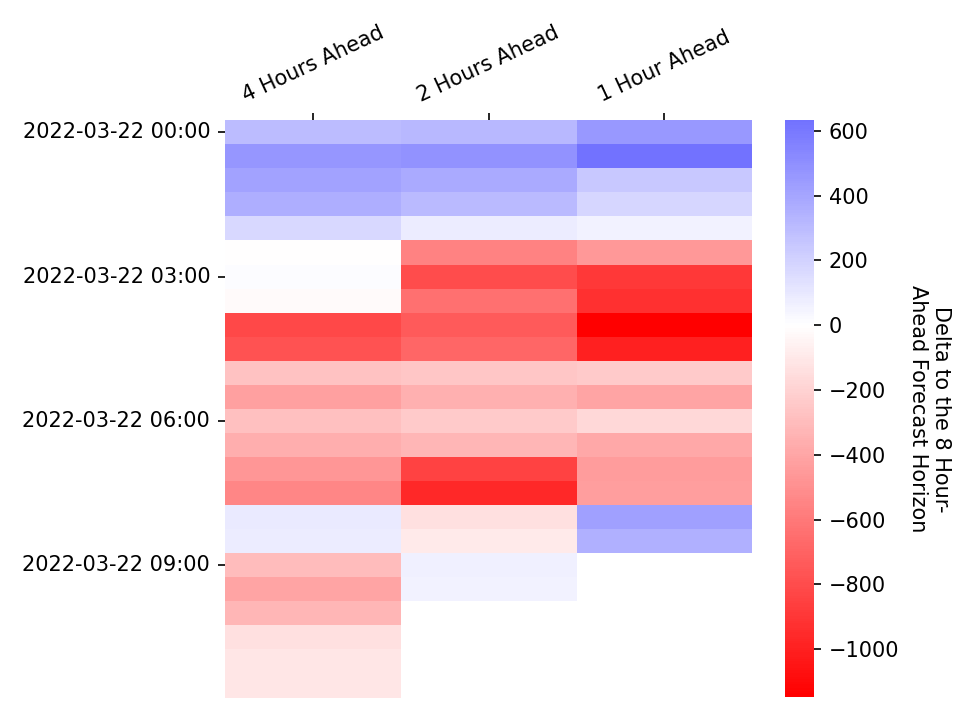 4 Hours Ahead
2 Hours Ahead
1 Hour Ahead
2022-03-22 00:00
2022-03-22 03:00
2022-03-22 06:00
2022-03-22 09:00
600
400
200
0
−200
−400
−600
−800
−1000
Delta to the 8 Hour-
Ahead Forecast Horizon